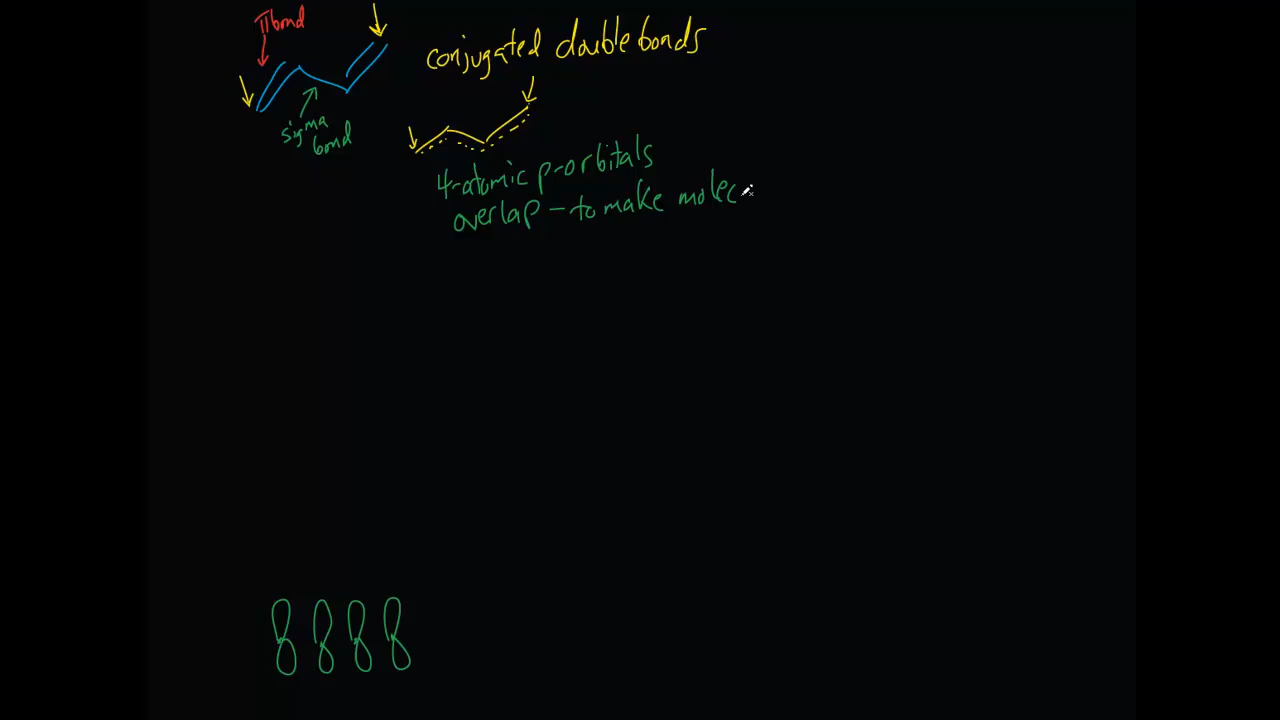 π bond
conjugated double bonds
sigma
bond
4-atomic p-orbitals
overlap - to make molec